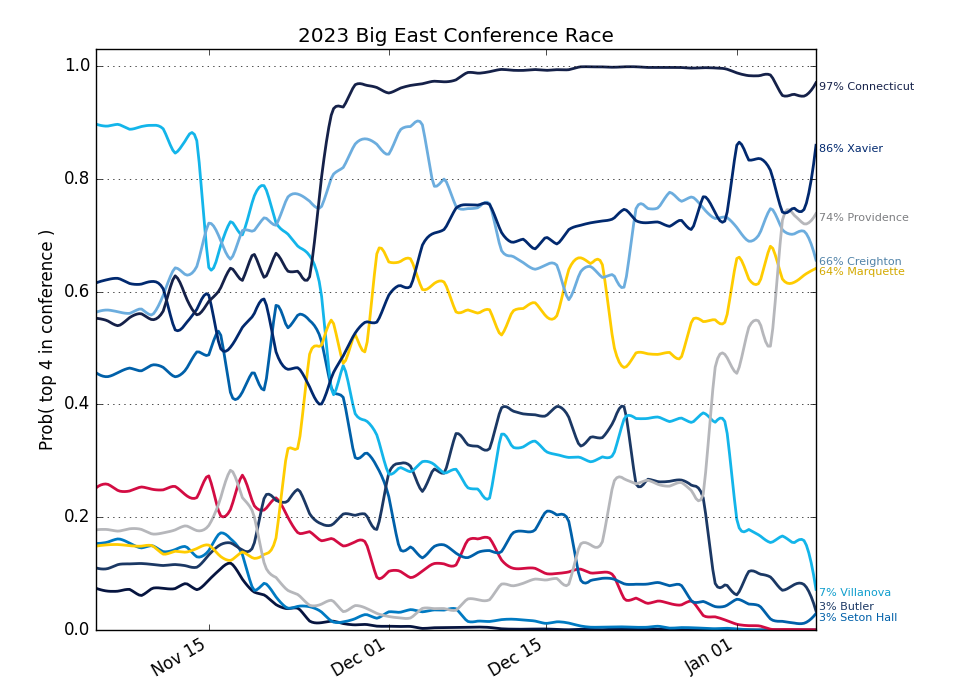 2023 Big East Conference Race
Prob( top 4 in conference )
1.0
0.8
0.6
0.4
0.2
0.0
Nov 15
Dec 01
Dec 15
Jan 01
97% Connecticut
86% Xavier
74% Providence
66% Creighton
64% Marquette
7% Villanova
3% Butler
3% Seton Hall